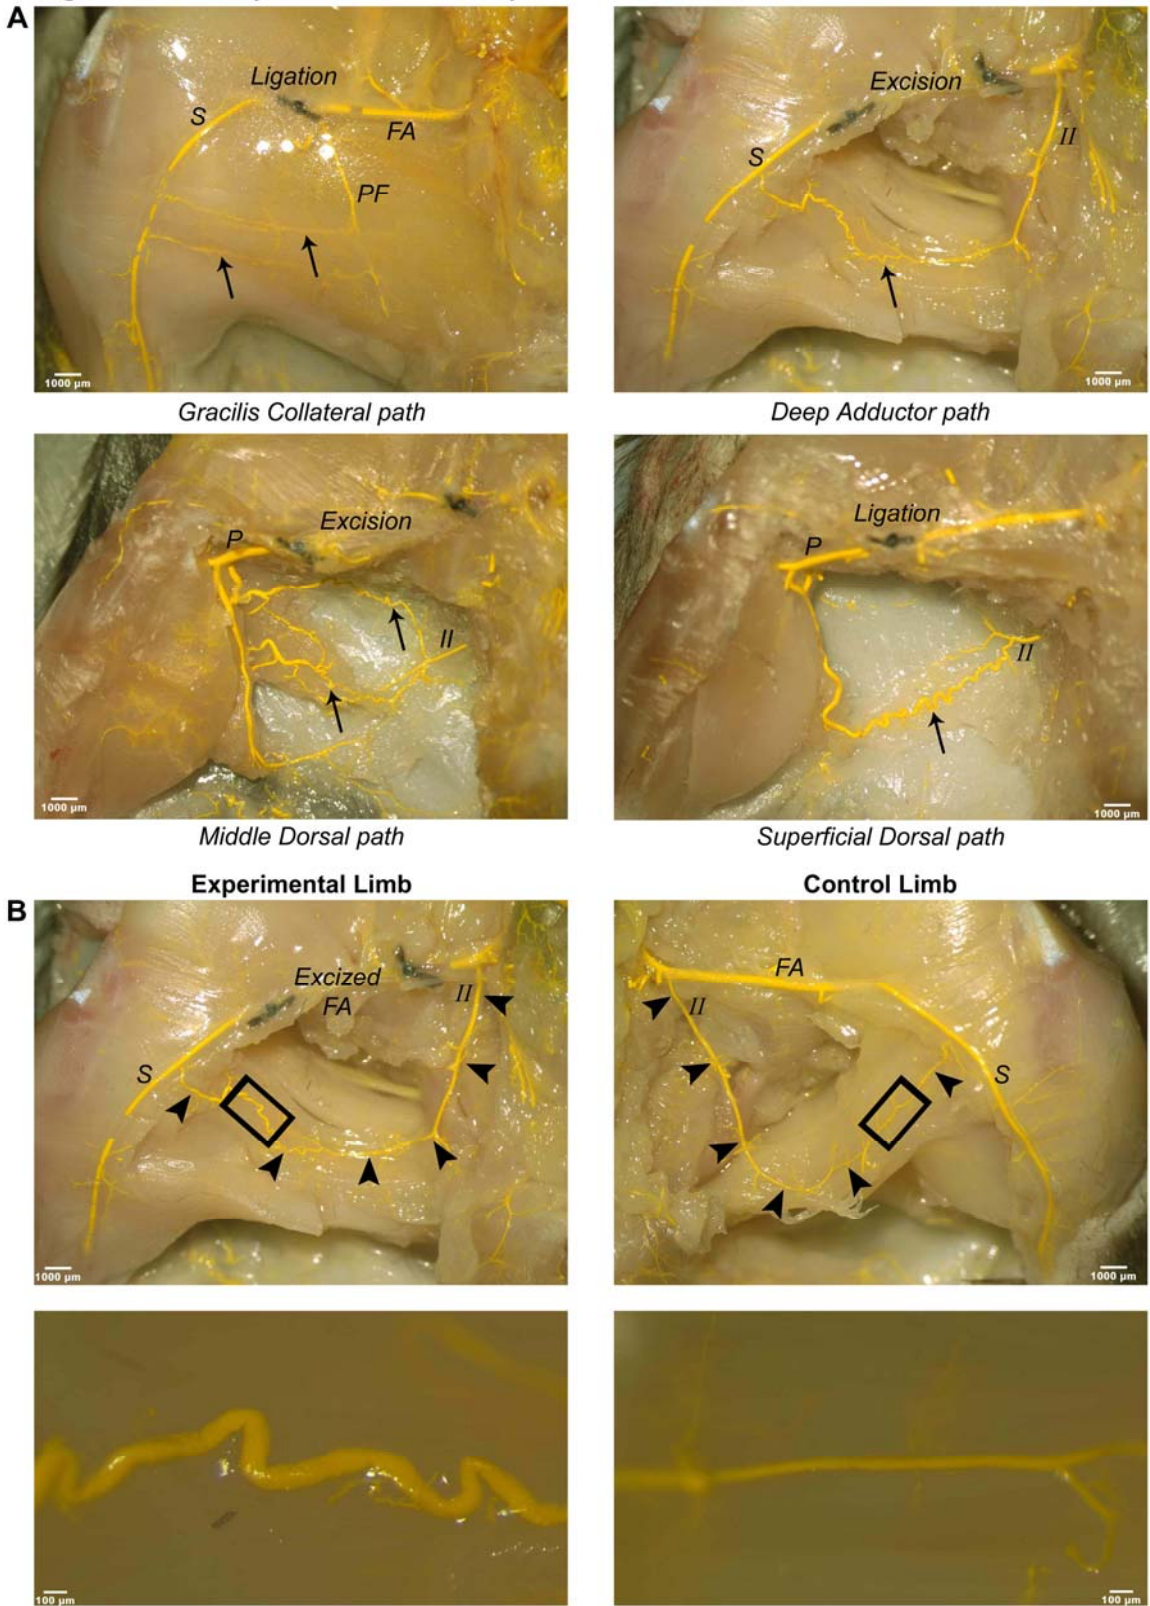 A
Ligation
S
FA
PF
1000 µm
Gracilis Collateral path
Excision
S
II
1000 µm
Deep Adductor path
Excision
P
II
1000 µm
Middle Dorsal path
Ligation
P
II
1000 µm
Superficial Dorsal path
B
Experimental Limb
Excized
FA
II
S
1000 µm
Control Limb
FA
II
S
1000 µm
100 µm
100 µm